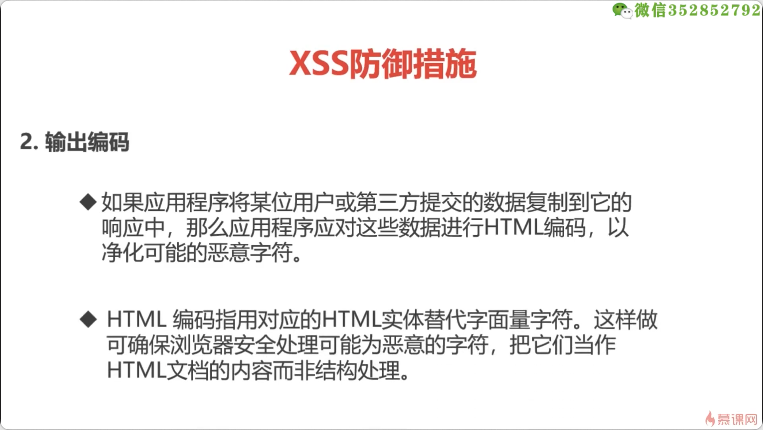 微信352852792
XSS防御措施
2. 输出编码
◆如果应用程序将某位用户或第三方提交的数据复制到它的
响应中，那么应用程序应对这些数据进行HTML编码，以
净化可能的恶意字符。
◆ HTML 编码指用对应的HTML实体替代字面量字符。这样做
可确保浏览器安全处理可能为恶意的字符，把它们当作
HTML文档的内容而非结构处理。
慕课网